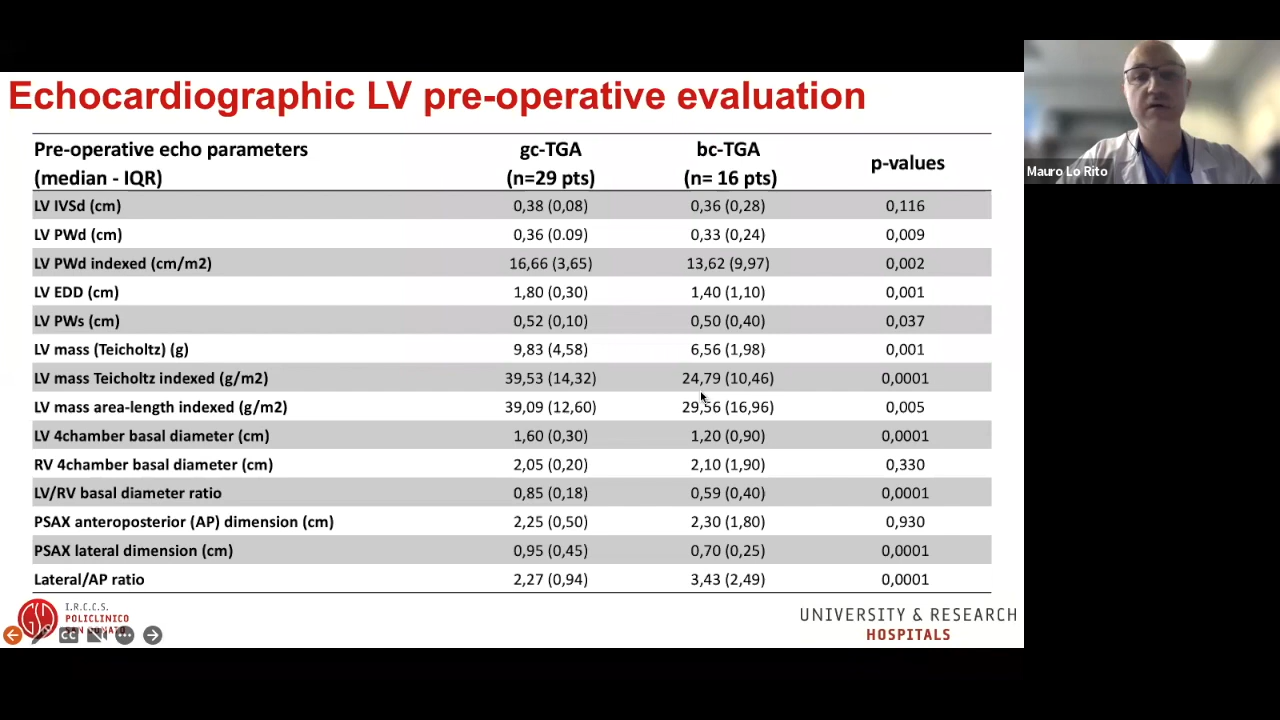 Echocardiographic LV pre-operative evaluation
Mauro Lo Rito
Pre-operative echo parameters (median - IQR) gc-TGA (n=29 pts) bc-TGA (n= 16 pts) p-values
LV IVSd (cm) 0,38 (0,08) 0,36 (0,28) 0,116
LV PWd (cm) 0,36 (0.09) 0,33 (0,24) 0,009
LV PWd indexed (cm/m2) 16,66 (3,65) 13,62 (9,97) 0,002
LV EDD (cm) 1,80 (0,30) 1,40 (1,10) 0,001
LV PWs (cm) 0,52 (0,10) 0,50 (0,40) 0,037
LV mass (Teicholtz) (g) 9,83 (4,58) 6,56 (1,98) 0,001
LV mass Teicholtz indexed (g/m2) 39,53 (14,32) 24,79 (10,46) 0,0001
LV mass area-length indexed (g/m2) 39,09 (12,60) 29,56 (16,96) 0,005
LV 4chamber basal diameter (cm) 1,60 (0,30) 1,20 (0,90) 0,0001
RV 4chamber basal diameter (cm) 2,05 (0,20) 2,10 (1,90) 0,330
LV/RV basal diameter ratio 0,85 (0,18) 0,59 (0,40) 0,0001
PSAX anteroposterior (AP) dimension (cm) 2,25 (0,50) 2,30 (1,80) 0,930
PSAX lateral dimension (cm) 0,95 (0,45) 0,70 (0,25) 0,0001
Lateral/AP ratio 2,27 (0,94) 3,43 (2,49) 0,0001
I.R.C.C.S.
POLICLINICO
SAN DONATO
CC
UNIVERSITY & RESEARCH
HOSPITALS